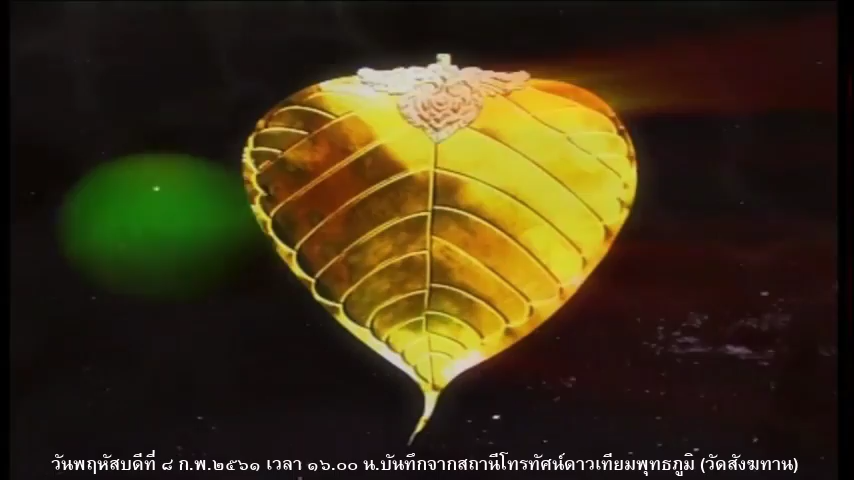 วันพฤหัสบดีที่ ๘ ก.พ.๒๕๖๑ เวลา ๑๖.๐๐ น.บันทึกจากสถานีโทรทัศน์ดาวเทียมพุทธภูมิ (วัดสังฆทาน)